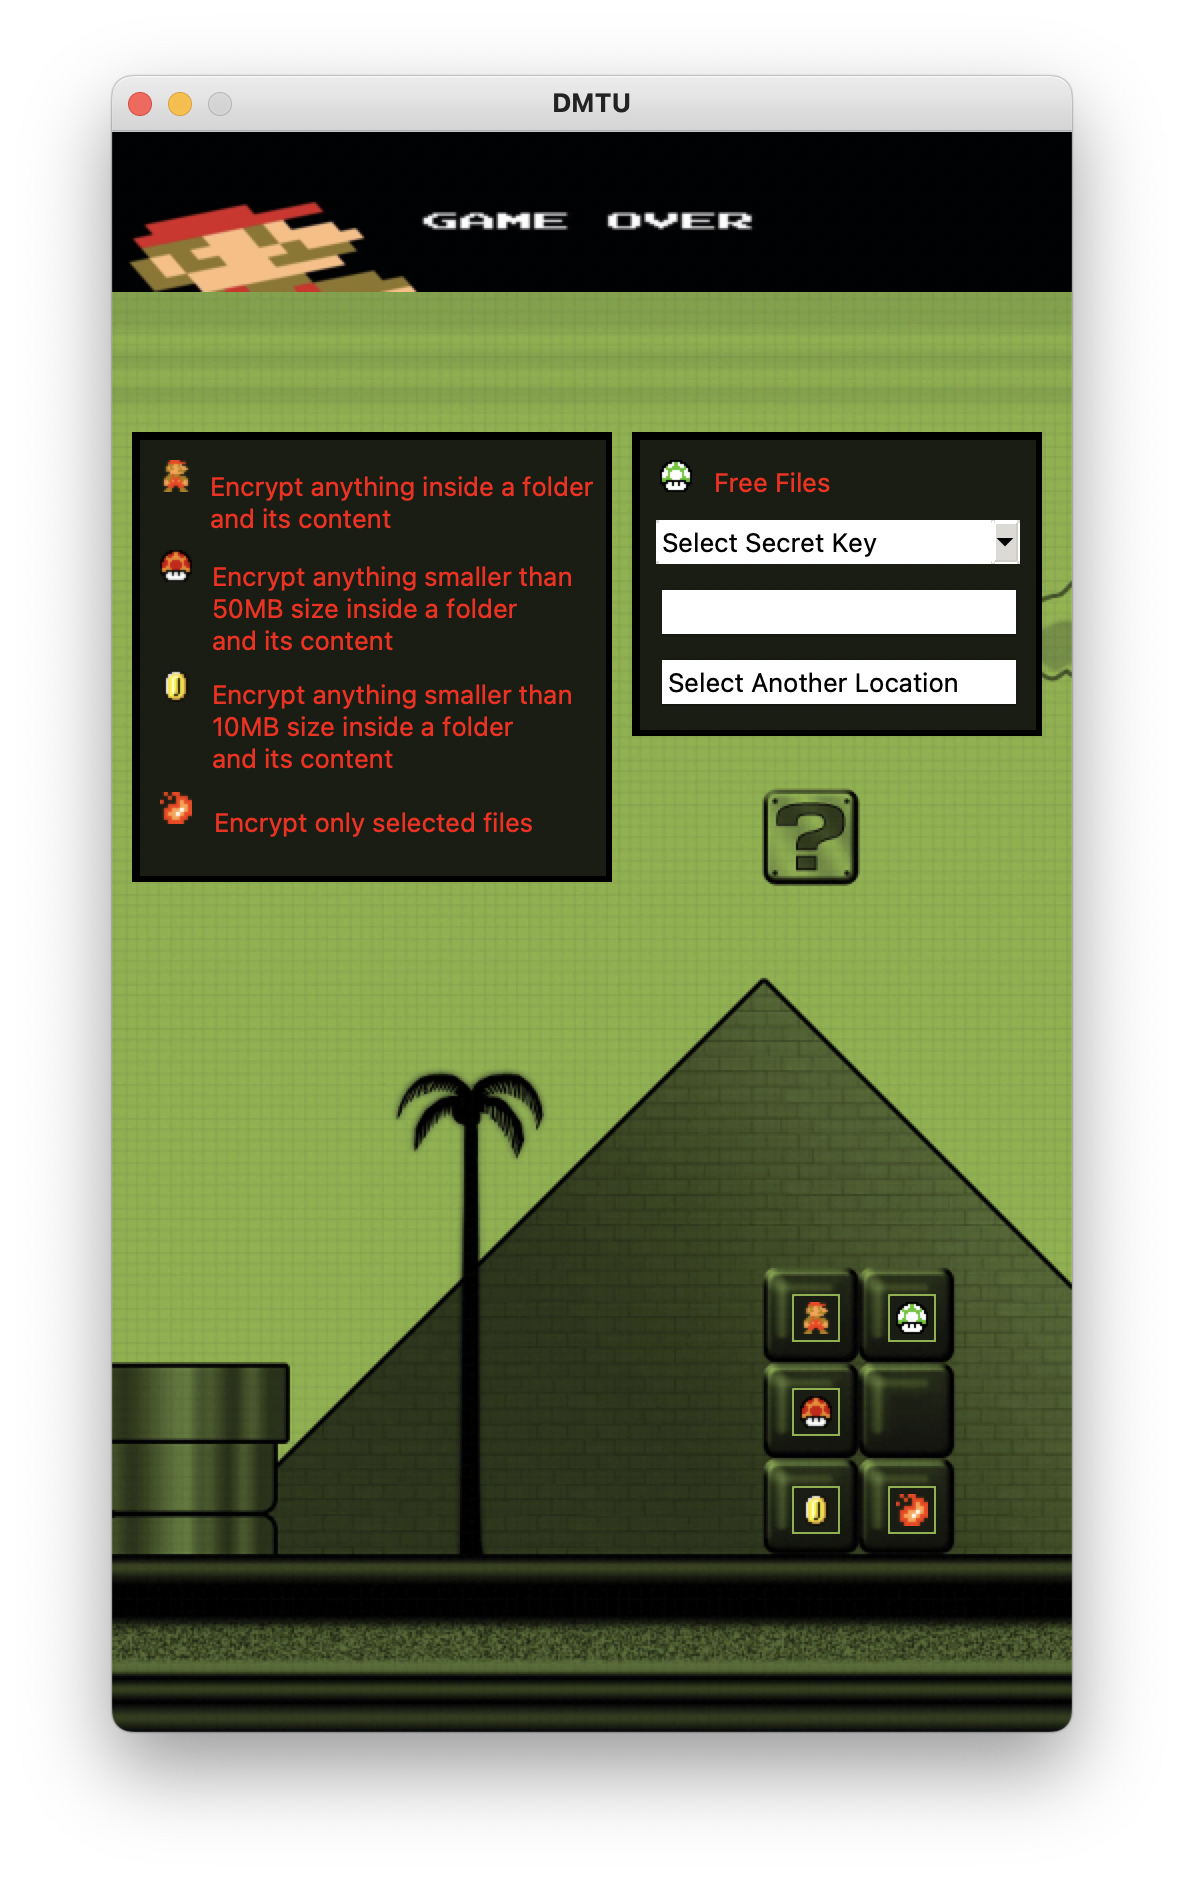 DMTU
GAME OVER
Encrypt anything inside a folder
and its content
Encrypt anything smaller than
50MB size inside a folder
and its content
Encrypt anything smaller than
10MB size inside a folder
and its content
Encrypt only selected files
Free Files
Select Secret Key
Select Another Location
?